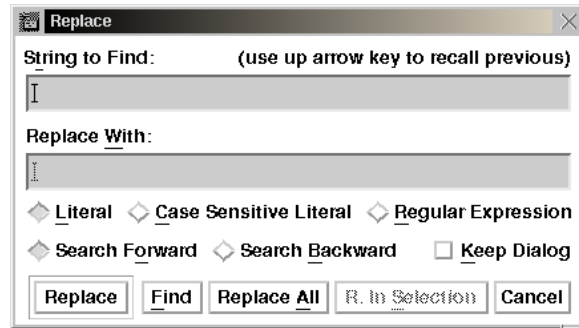 Replace
String to Find: (use up arrow key to recall previous)
Replace With:
Literal Case Sensitive Literal Regular Expression
Search Forward Search Backward Keep Dialog
Replace Find Replace All R. In Selection Cancel